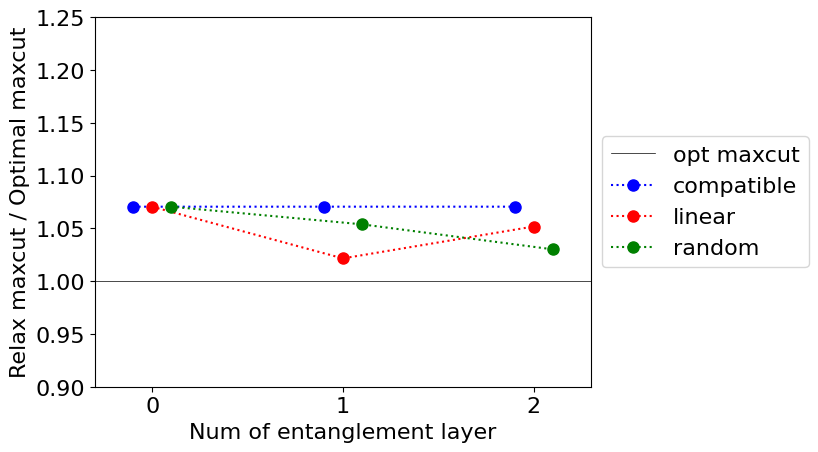 Relax maxcut / Optimal maxcut
1.25
1.20
1.15
1.10
1.05
1.00
0.95
0.90
0 1 2
Num of entanglement layer
opt maxcut
compatible
linear
random